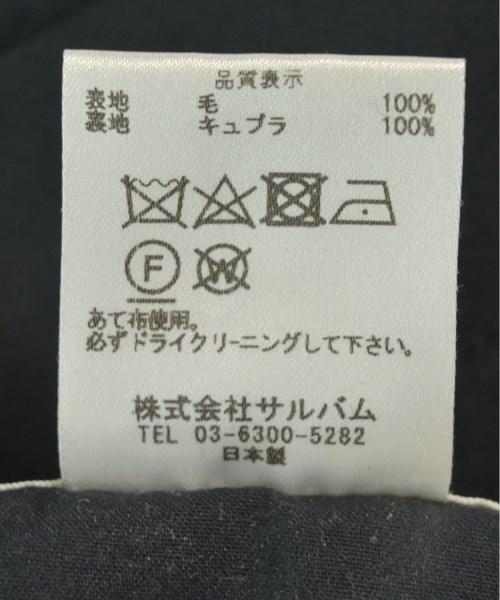 品質表示
表地 毛 100%
裏地 キュプラ 100%
F
W
あて布使用。
必ずドライクリーニングして下さい。
株式会社サルバム
TEL 03-6300-5282
日本製